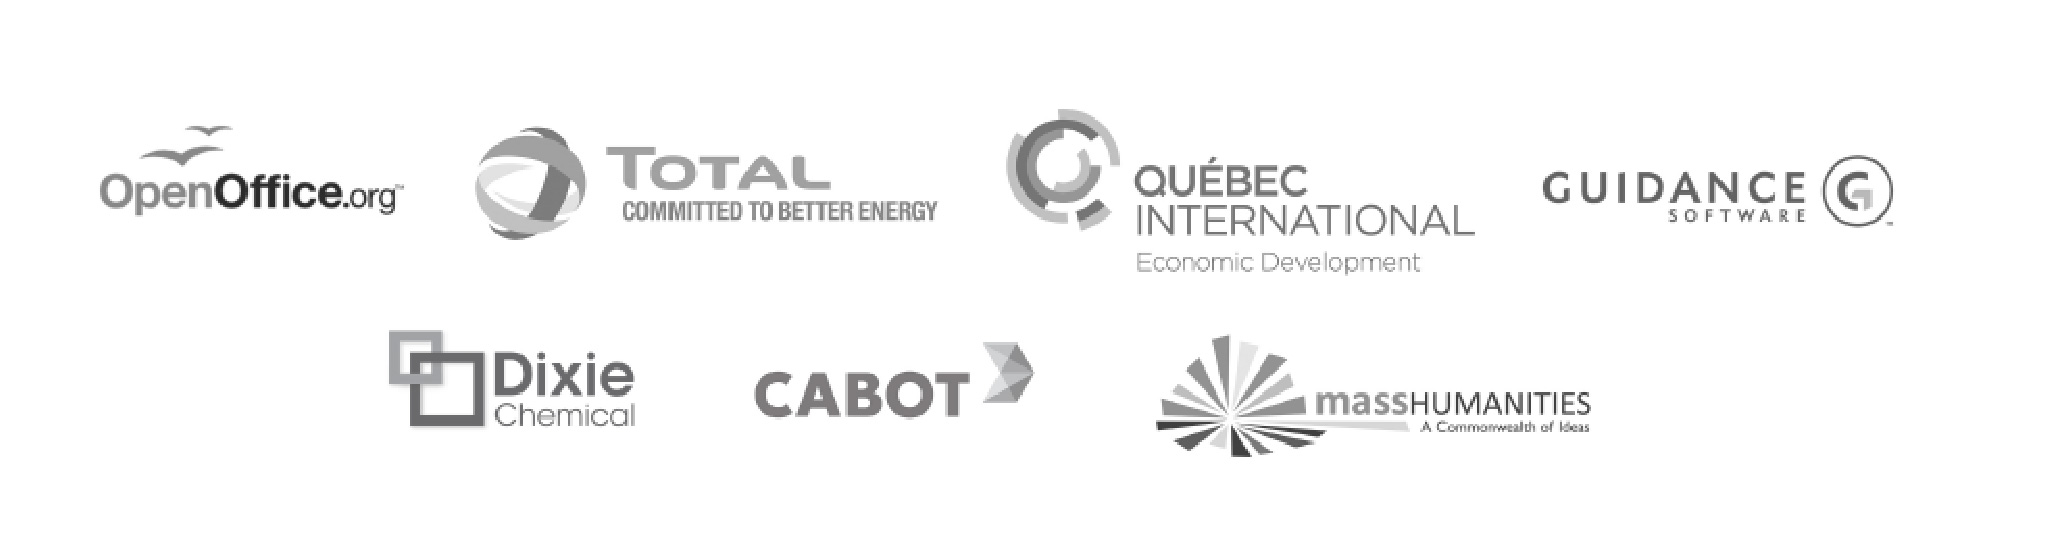 OpenOffice.org™
TOTAL
COMMITTED TO BETTER ENERGY
QUÉBEC
INTERNATIONAL
Economic Development
GUIDANCE
SOFTWARE
G
Dixie
Chemical
CABOT
massHUMANITIES
A Commonwealth of Ideas